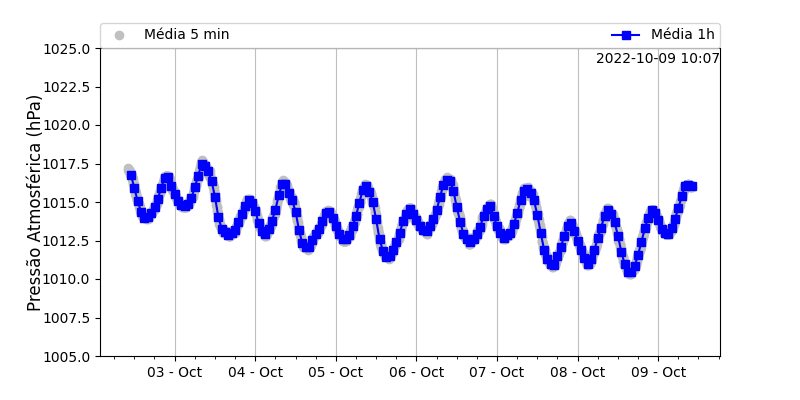 Média 5 min
Média 1h
2022-10-09 10:07
Pressão Atmosférica (hPa)
1025.0
1022.5
1020.0
1017.5
1015.0
1012.5
1010.0
1007.5
1005.0
03 - Oct
04 - Oct
05 - Oct
06 - Oct
07 - Oct
08 - Oct
09 - Oct